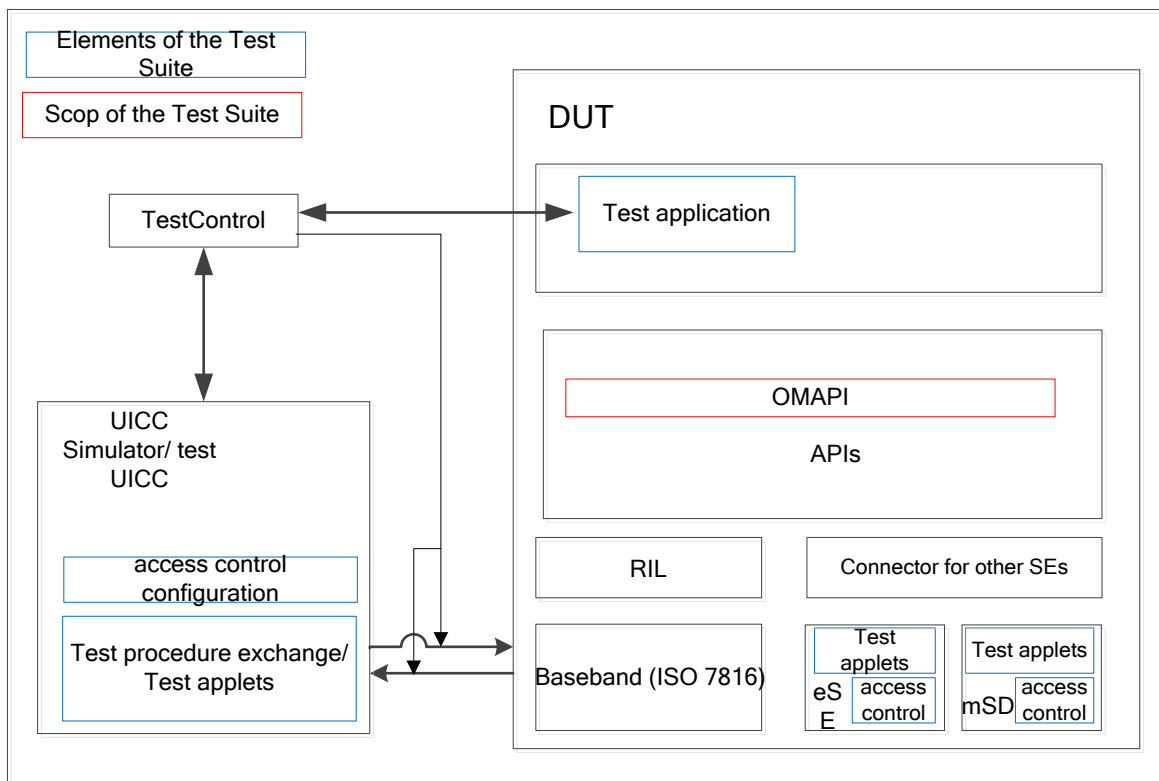 Elements of the Test
Suite
Scop of the Test Suite
DUT
Test application
TestControl
OMAPI
APIs
UICC
Simulator/ test
UICC
access control
configuration
Test procedure exchange/
Test applets
RIL
Connector for other SEs
Baseband (ISO 7816)
Test
applets
eS
E
access
control
Test applets
mSD
access
control